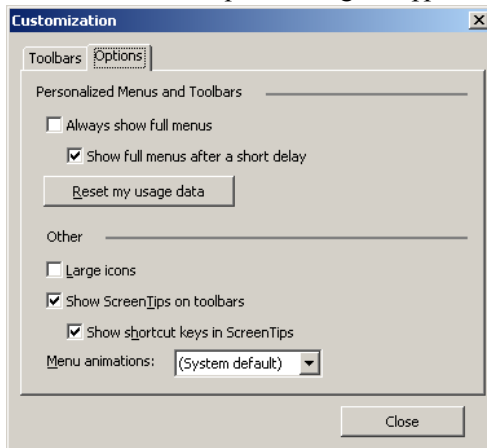 Customization
Toolbars Options
Personalized Menus and Toolbars
Always show full menus
Show full menus after a short delay
Reset my usage data
Other
Large icons
Show ScreenTips on toolbars
Show shortcut keys in ScreenTips
Menu animations: (System default)
Close